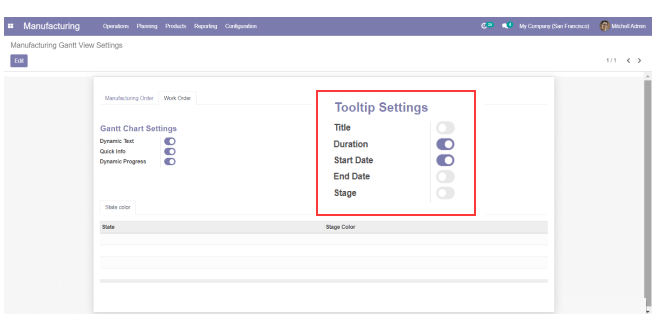 Manufacturing Operations Planning Products Reporting Configuration My Company (San Francisco) Mitchell Admin
Manufacturing Gantt View Settings
Edit 1 / 1
Manufacturing Order Work Order
Gantt Chart Settings
Dynamic Text
Quick Info
Dynamic Progress
Tooltip Settings
Title
Duration
Start Date
End Date
Stage
State color
State Stage Color